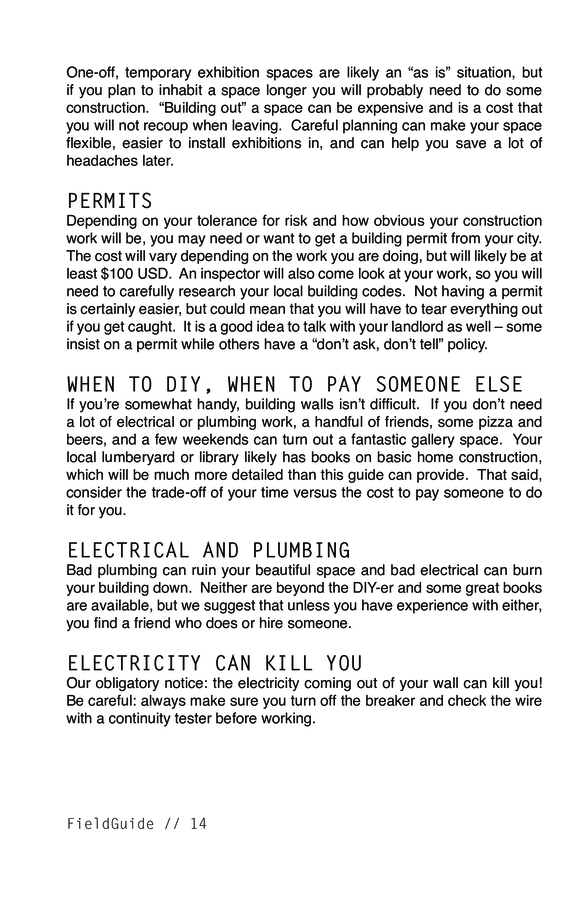 One-off, temporary exhibition spaces are likely an “as is” situation, but
if you plan to inhabit a space longer you will probably need to do some
construction.  “Building out” a space can be expensive and is a cost that
you will not recoup when leaving.  Careful planning can make your space
flexible, easier to install exhibitions in, and can help you save a lot of
headaches later.
PERMITS
Depending on your tolerance for risk and how obvious your construction
work will be, you may need or want to get a building permit from your city.
The cost will vary depending on the work you are doing, but will likely be at
least $100 USD.  An inspector will also come look at your work, so you will
need to carefully research your local building codes.  Not having a permit
is certainly easier, but could mean that you will have to tear everything out
if you get caught.  It is a good idea to talk with your landlord as well – some
insist on a permit while others have a “don’t ask, don’t tell” policy.
WHEN TO DIY, WHEN TO PAY SOMEONE ELSE
If you’re somewhat handy, building walls isn’t difficult.  If you don’t need
a lot of electrical or plumbing work, a handful of friends, some pizza and
beers, and a few weekends can turn out a fantastic gallery space.  Your
local lumberyard or library likely has books on basic home construction,
which will be much more detailed than this guide can provide.  That said,
consider the trade-off of your time versus the cost to pay someone to do
it for you.
ELECTRICAL AND PLUMBING
Bad plumbing can ruin your beautiful space and bad electrical can burn
your building down.  Neither are beyond the DIY-er and some great books
are available, but we suggest that unless you have experience with either,
you find a friend who does or hire someone.
ELECTRICITY CAN KILL YOU
Our obligatory notice: the electricity coming out of your wall can kill you!
Be careful: always make sure you turn off the breaker and check the wire
with a continuity tester before working.
FieldGuide // 14